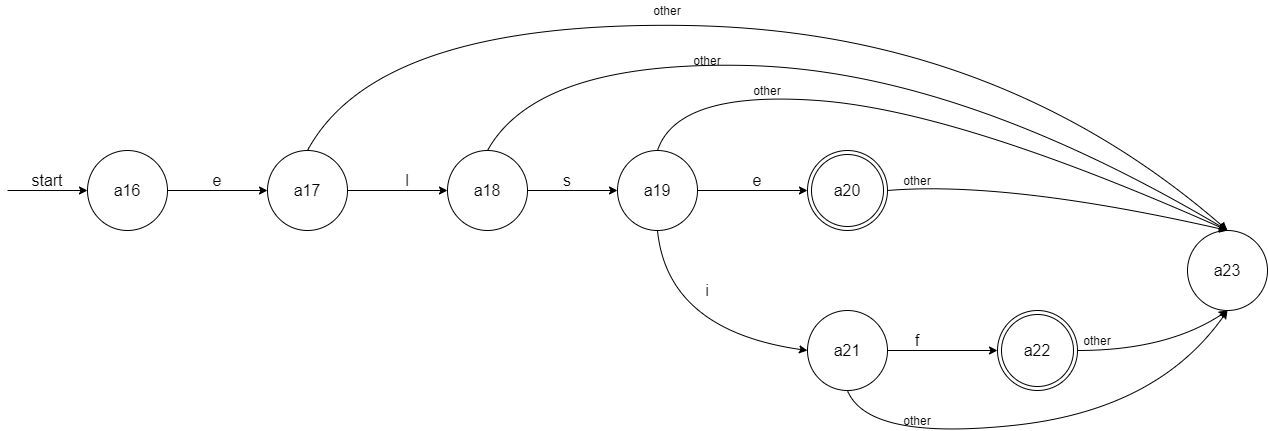 other
other
other
start
a16
e
a17
l
a18
s
a19
e
a20
other
a23
i
a21
f
a22
other
other